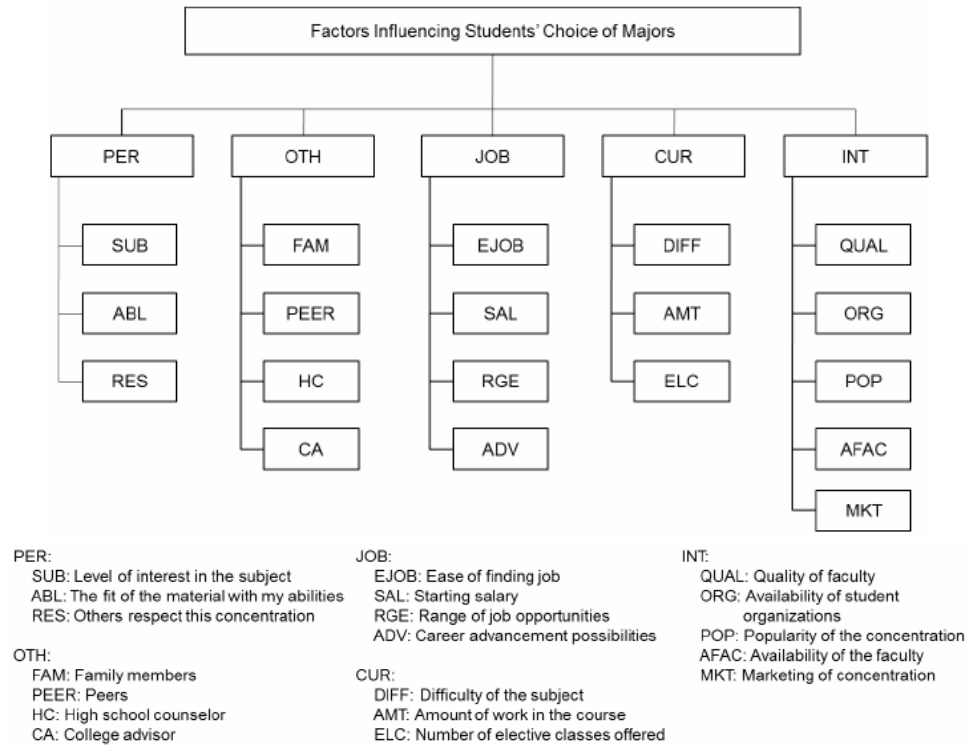 Factors Influencing Students' Choice of Majors
PER
OTH
JOB
CUR
INT
SUB
FAM
EJOB
DIFF
QUAL
ABL
PEER
SAL
AMT
ORG
RES
HC
RGE
ELC
POP
CA
ADV
AFAC
MKT
PER:
SUB: Level of interest in the subject
ABL: The fit of the material with my abilities
RES: Others respect this concentration
OTH:
FAM: Family members
PEER: Peers
HC: High school counselor
CA: College advisor
JOB:
EJOB: Ease of finding job
SAL: Starting salary
RGE: Range of job opportunities
ADV: Career advancement possibilities
CUR:
DIFF: Difficulty of the subject
AMT: Amount of work in the course
ELC: Number of elective classes offered
INT:
QUAL: Quality of faculty
ORG: Availability of student
organizations
POP: Popularity of the concentration
AFAC: Availability of the faculty
MKT: Marketing of concentration